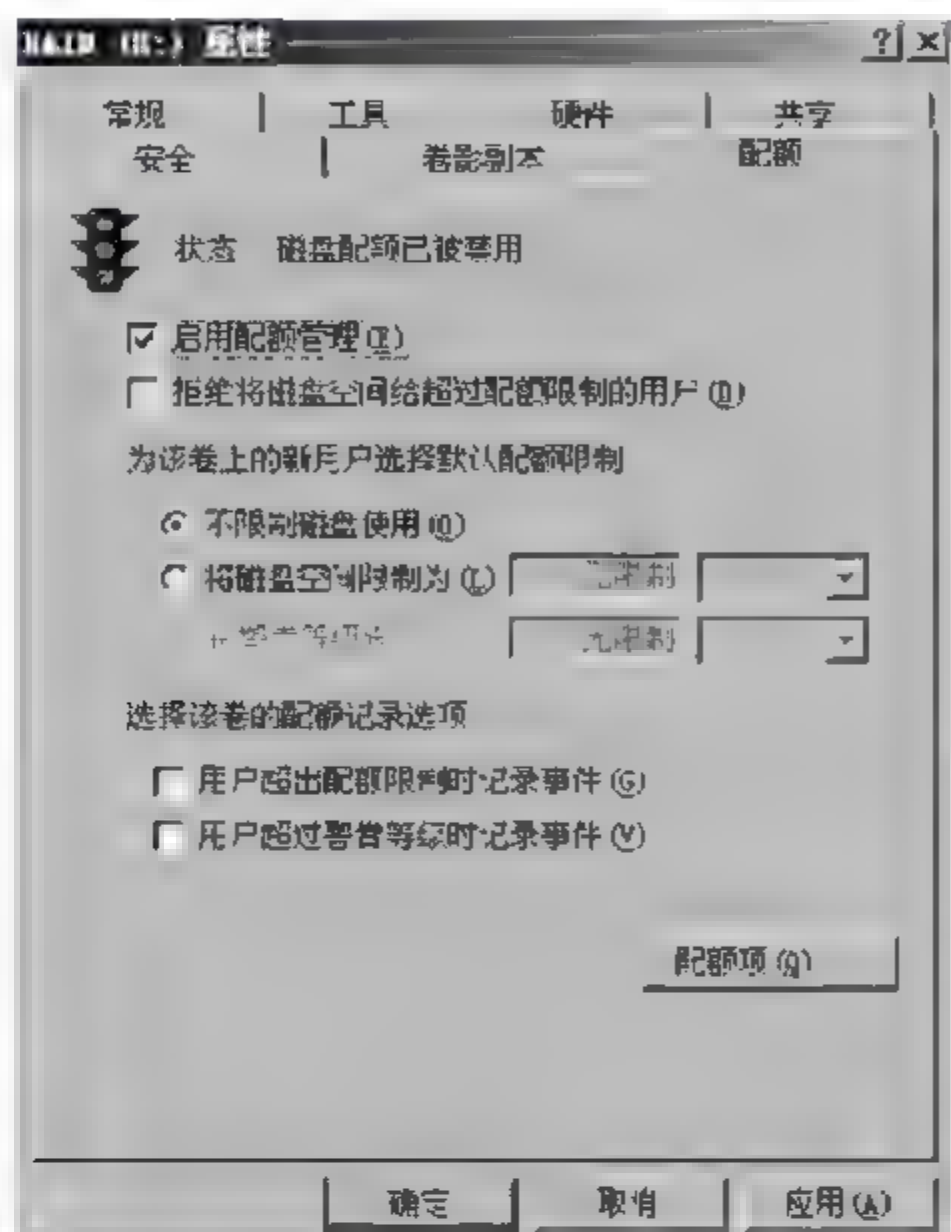 属性
常规 工具 硬件 共享
安全 卷影副本 配额
状态 磁盘配额已被禁用
启用配额管理(E)
拒绝将磁盘空间给超过配额限制的用户(D)
为该卷上的新用户选择默认配额限制
不限制磁盘使用(O)
将磁盘空间限制为(L) 无限制
无限制
选择该卷的配额记录选项
用户超出配额限制时记录事件(G)
用户超过警告等级时记录事件(V)
配额项(Q)
确定 取消 应用(A)